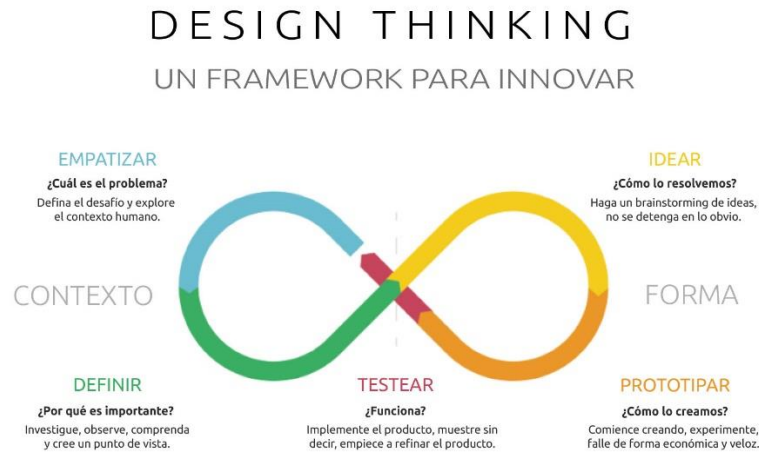 DESIGN THINKING
UN FRAMEWORK PARA INNOVAR
EMPATIZAR
¿Cuál es el problema?
Defina el desafío y explore
el contexto humano.
IDEAR
¿Cómo lo resolvemos?
Haga un brainstorming de ideas,
no se detenga en lo obvio.
CONTEXTO
FORMA
DEFINIR
¿Por qué es importante?
Investigue, observe, comprenda
y cree un punto de vista.
TESTEAR
¿Funciona?
Implemente el producto, muestre sin
decir, empiece a refinar el producto.
PROTOTIPAR
¿Cómo lo creamos?
Comience creando, experimente,
falle de forma económica y veloz.